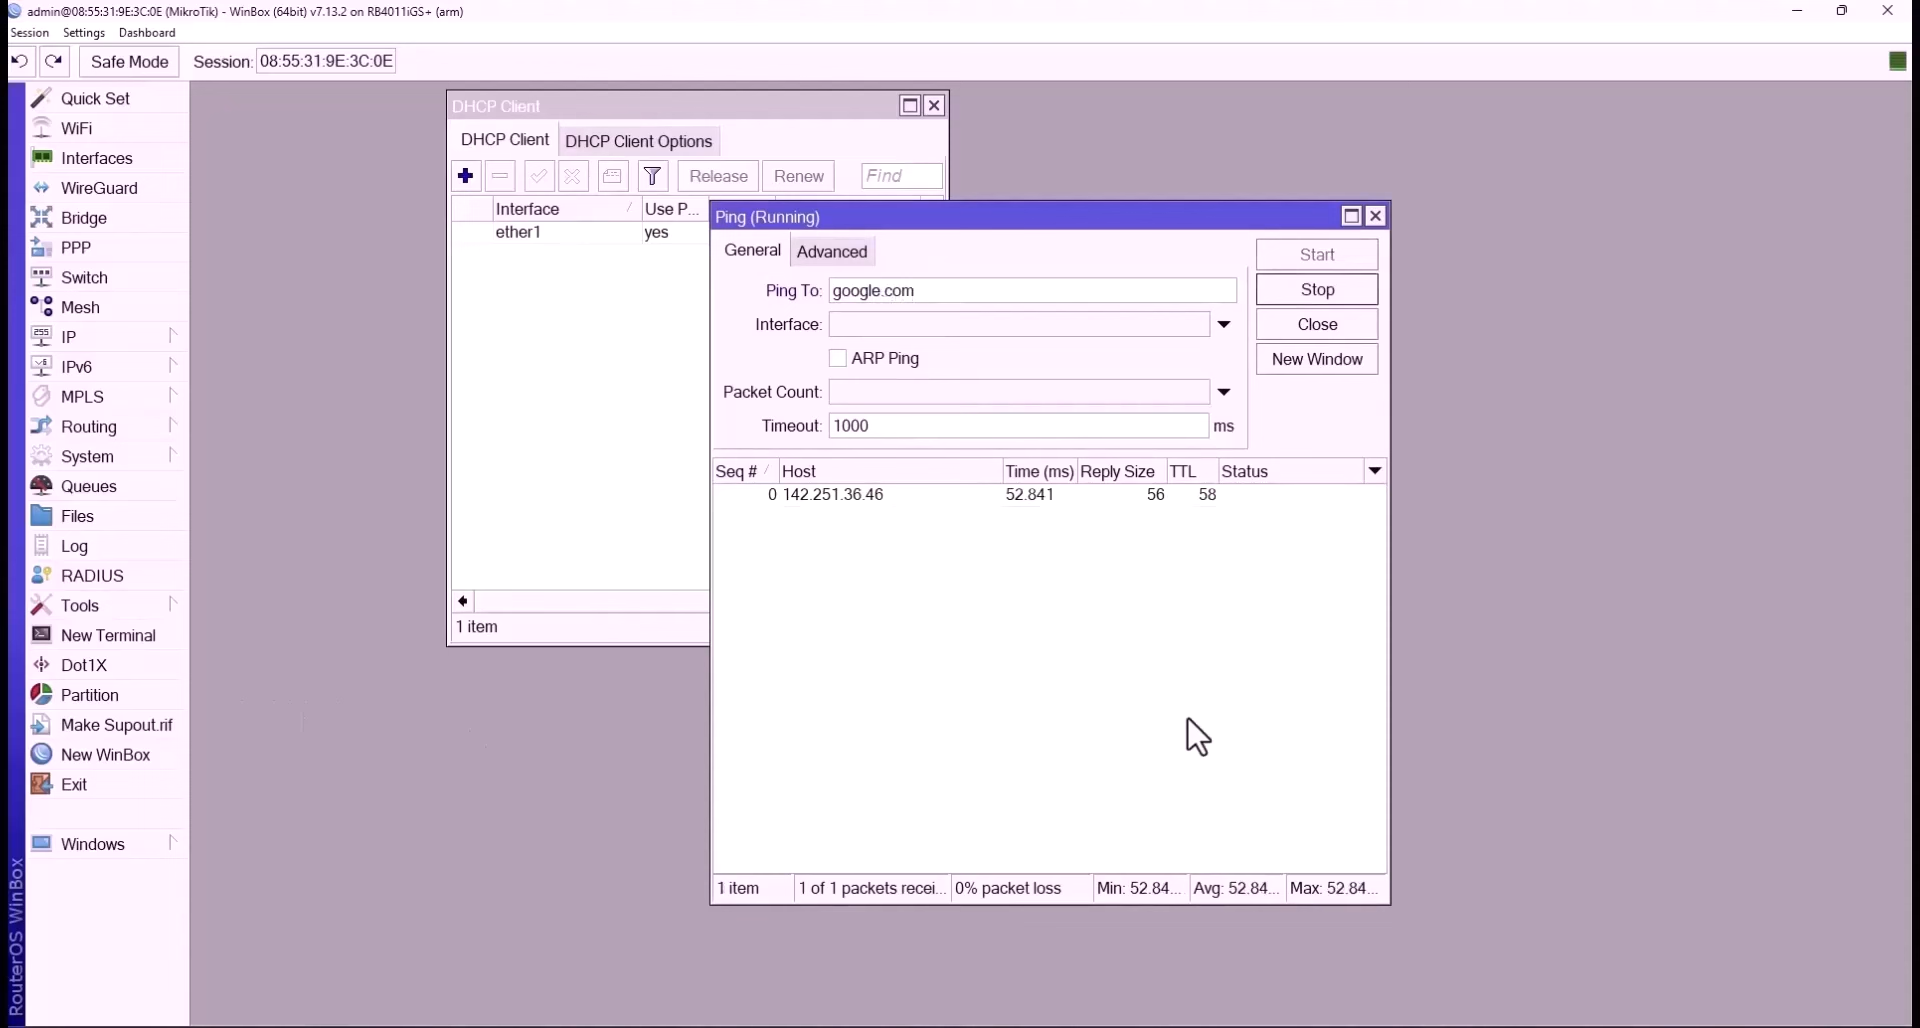 admin@08:55:31:9E:3C:0E (MikroTik) - WinBox (64bit) v7.13.2 on RB4011iGS+ (arm)
Session Settings Dashboard
Safe Mode Session: 08:55:31:9E:3C:0E
Quick Set
WiFi
Interfaces
WireGuard
Bridge
PPP
Switch
Mesh
IP
IPv6
MPLS
Routing
System
Queues
Files
Log
RADIUS
Tools
New Terminal
Dot1X
Partition
Make Supout.rif
New WinBox
Exit
Windows
RouterOS WinBox
DHCP Client
DHCP Client DHCP Client Options
Release Renew Find
Interface Use P...
ether1 yes
1 item
Ping (Running)
General Advanced
Ping To: google.com
Interface:
ARP Ping
Packet Count:
Timeout: 1000 ms
Start
Stop
Close
New Window
Seq # Host Time (ms) Reply Size TTL Status
0 142.251.36.46 52.841 56 58
1 item 1 of 1 packets recei... 0% packet loss Min: 52.84... Avg: 52.84... Max: 52.84...